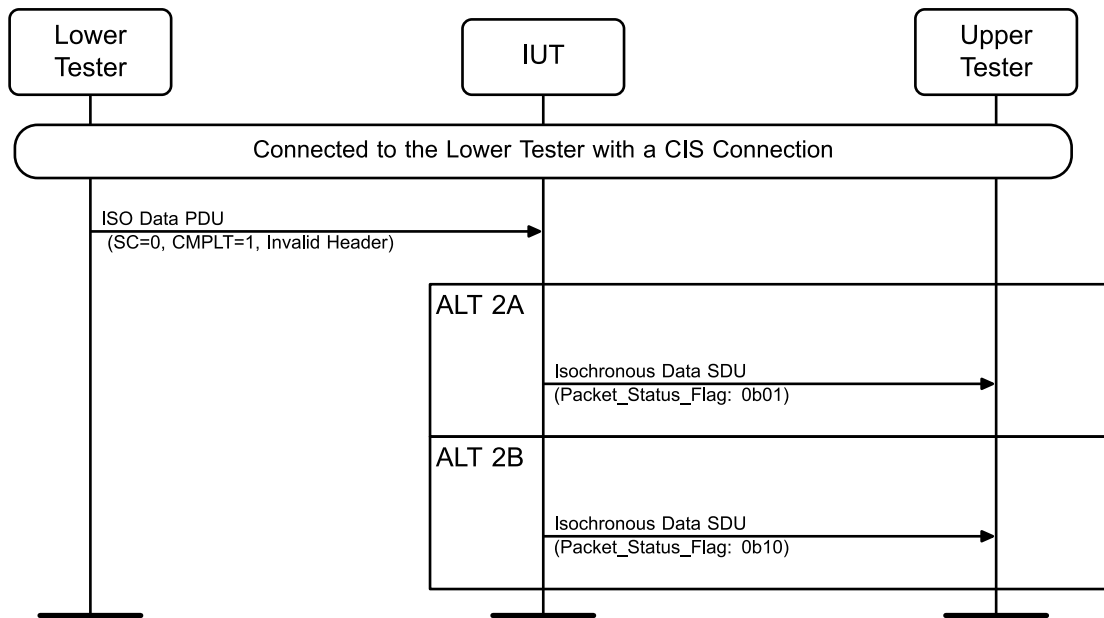 Lower
Tester
IUT
Upper
Tester
Connected to the Lower Tester with a CIS Connection
ISO Data PDU
(SC=0, CMPLT=1, Invalid Header)
ALT 2A
Isochronous Data SDU
(Packet_Status_Flag: 0b01)
ALT 2B
Isochronous Data SDU
(Packet_Status_Flag: 0b10)